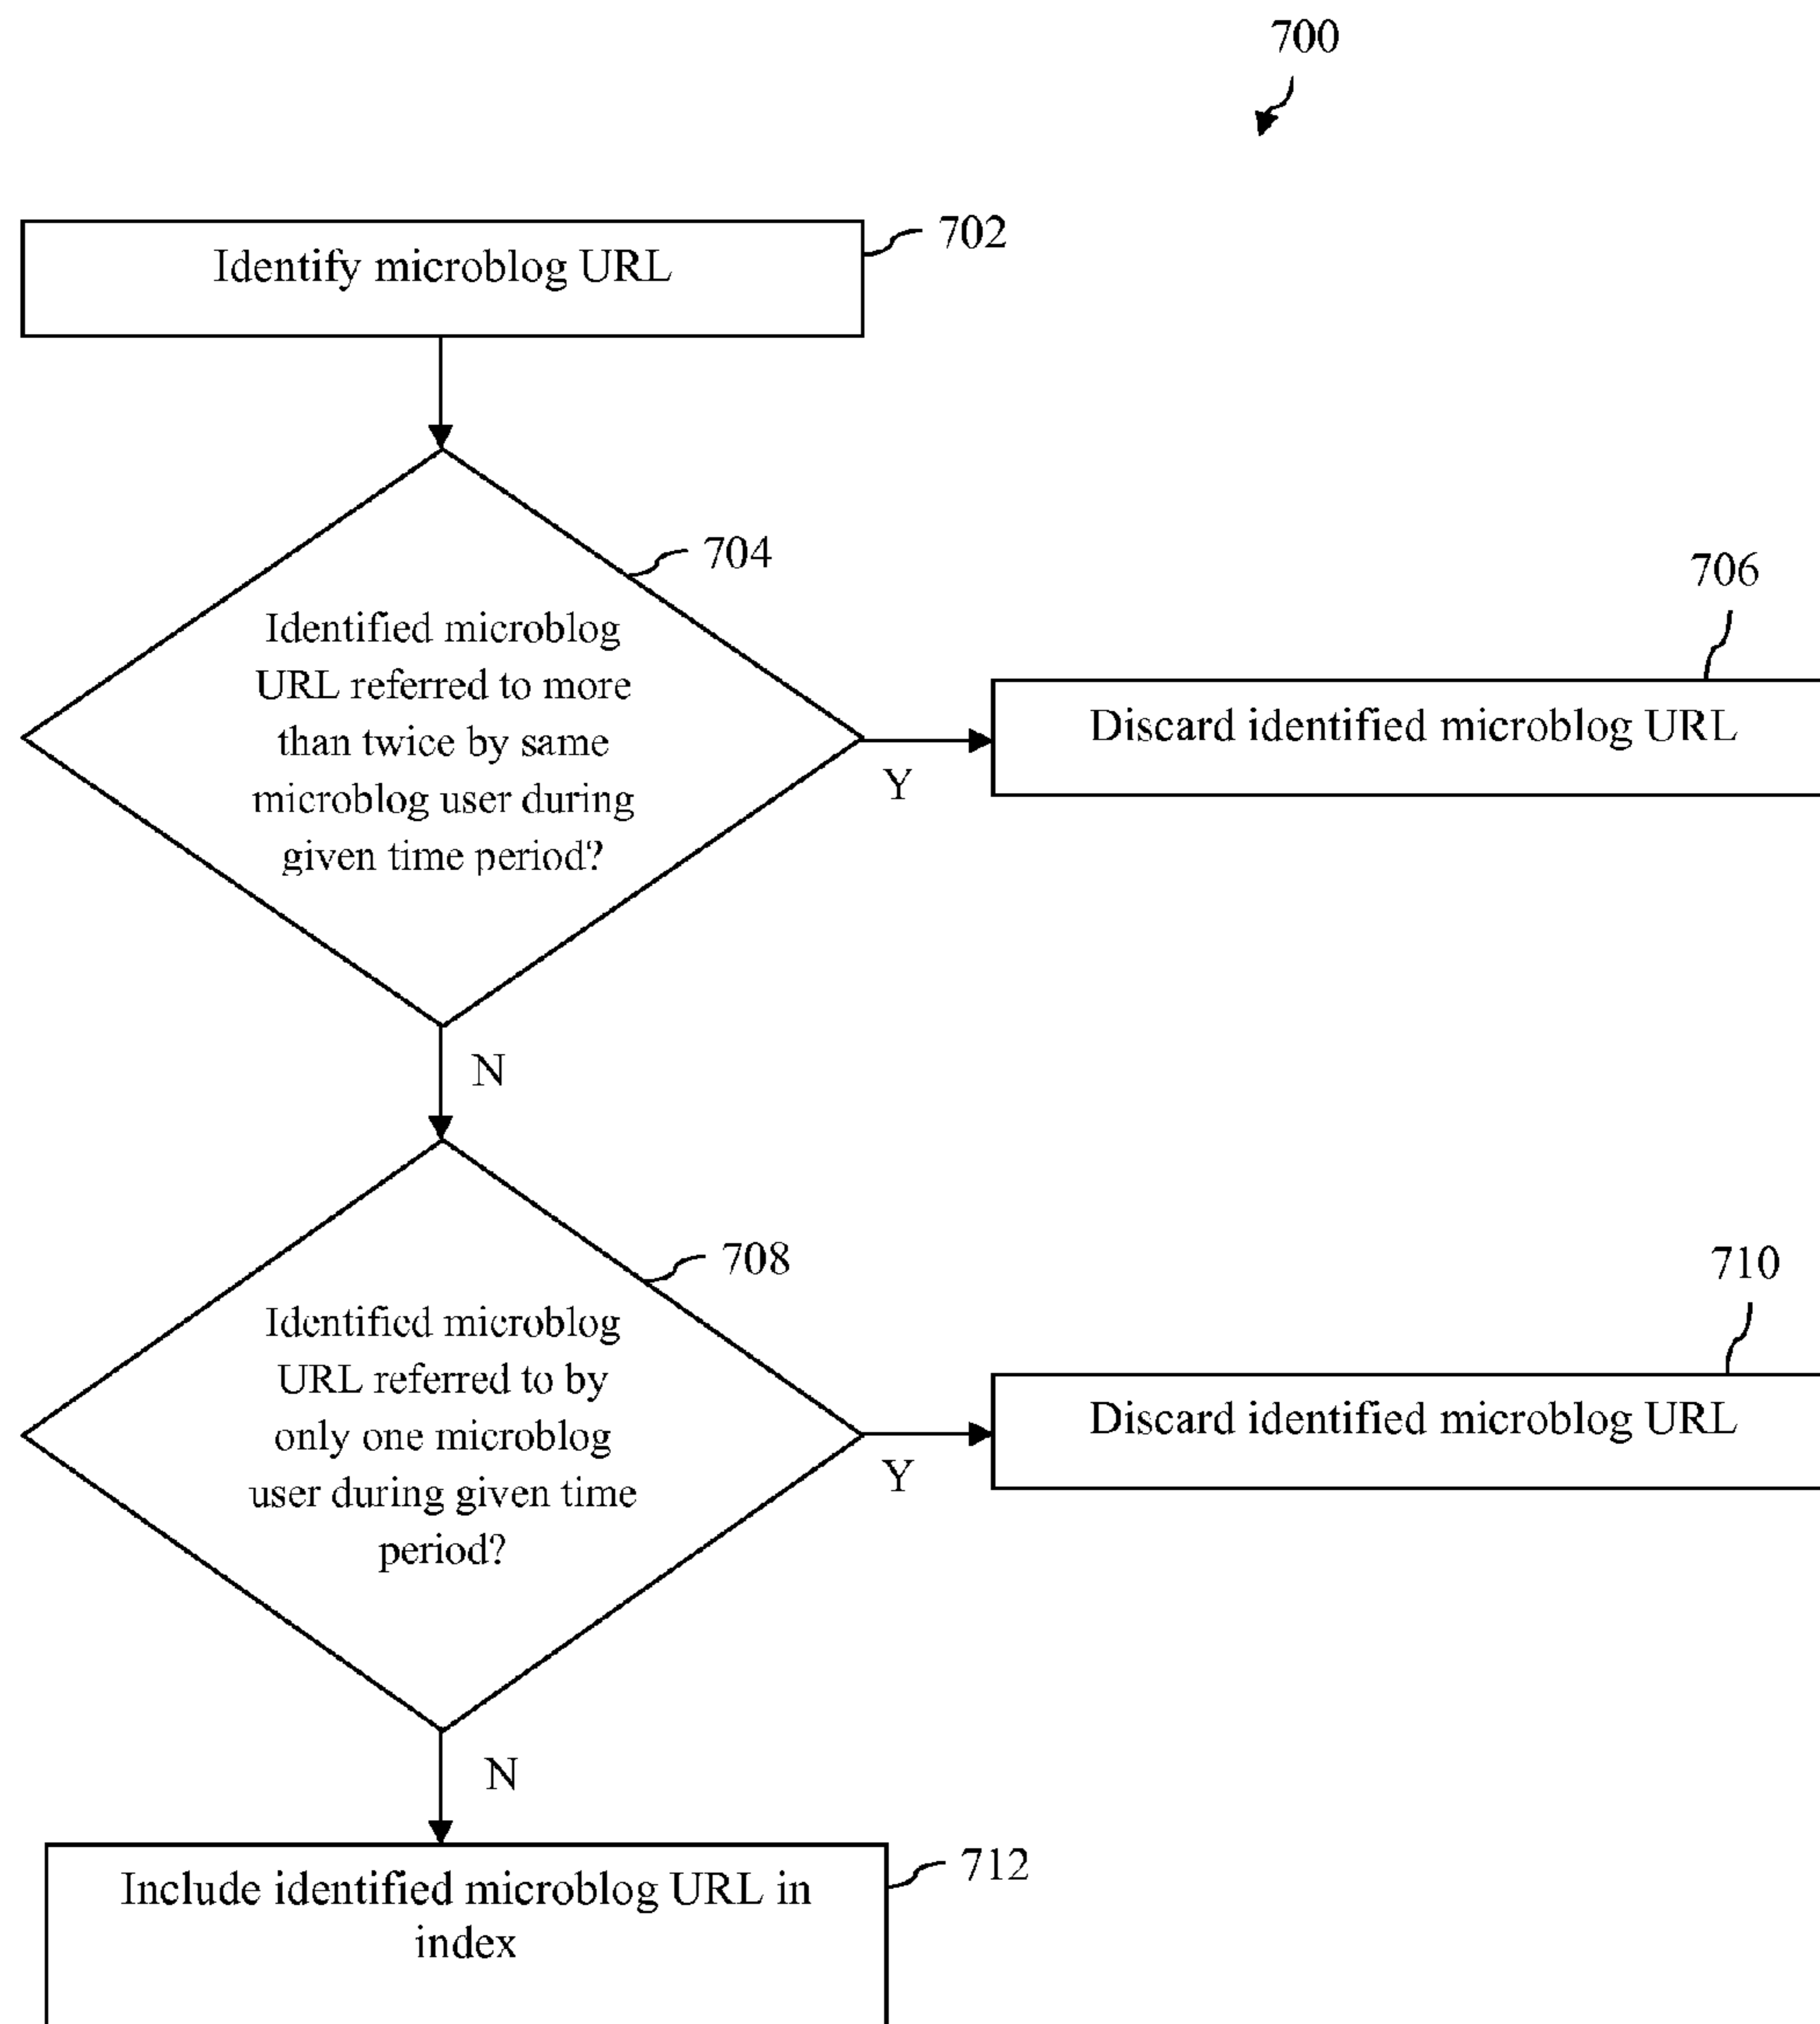 700
702
Identify microblog URL
704
Identified microblog
URL referred to more
than twice by same
microblog user during
given time period?
706
Discard identified microblog URL
Y
N
708
Identified microblog
URL referred to by
only one microblog
user during given time
period?
710
Discard identified microblog URL
Y
N
712
Include identified microblog URL in
index